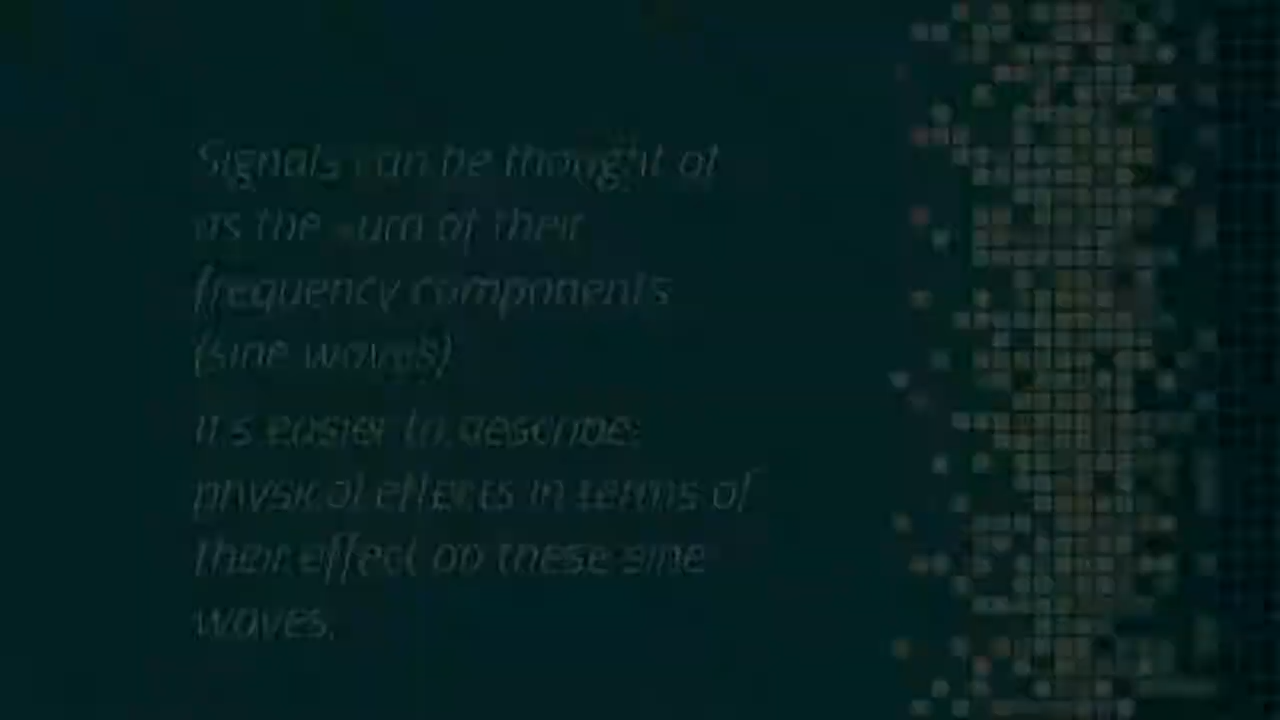 Signals can be thought of
as the sum of their
frequency components
(sine waves)
It's easier to describe
physical effects in terms of
their effect on these sine
waves.